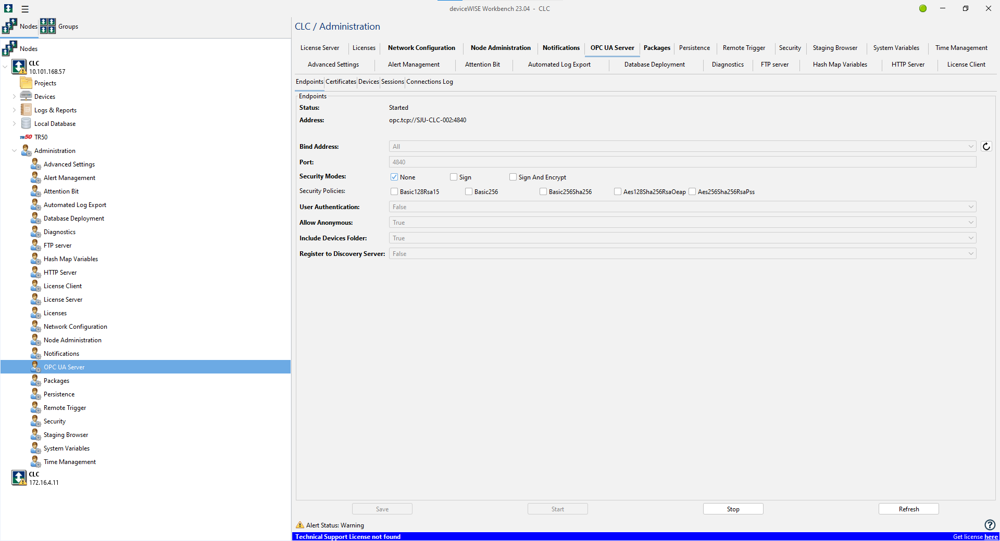 deviceWISE Workbench 23.04 - CLC
Nodes
Groups
Nodes
CLC
10.101.168.57
Projects
Devices
Logs & Reports
Local Database
TR50 TR50
Administration
Advanced Settings
Alert Management
Attention Bit
Automated Log Export
Database Deployment
Diagnostics
FTP server
Hash Map Variables
HTTP Server
License Client
License Server
Licenses
Network Configuration
Node Administration
Notifications
OPC UA Server
Packages
Persistence
Remote Trigger
Security
Staging Browser
System Variables
Time Management
CLC
172.16.4.11
CLC / Administration
License Server Licenses Network Configuration Node Administration Notifications OPC UA Server Packages Persistence Remote Trigger Security Staging Browser System Variables Time Management
Advanced Settings Alert Management Attention Bit Automated Log Export Database Deployment Diagnostics FTP server Hash Map Variables HTTP Server License Client
Endpoints Certificates Devices Sessions Connections Log
Endpoints
Status: Started
Address: opc.tcp://SJU-CLC-002:4840
Bind Address: All
Port: 4840
Security Modes: None Sign Sign And Encrypt
Security Policies: Basic128Rsa15 Basic256 Basic256Sha256 Aes128Sha256RsaOeap Aes256Sha256RsaPss
User Authentication: False
Allow Anonymous: True
Include Devices Folder: True
Register to Discovery Server: False
Save Start Stop Refresh
Alert Status: Warning
Technical Support License not found Get license here